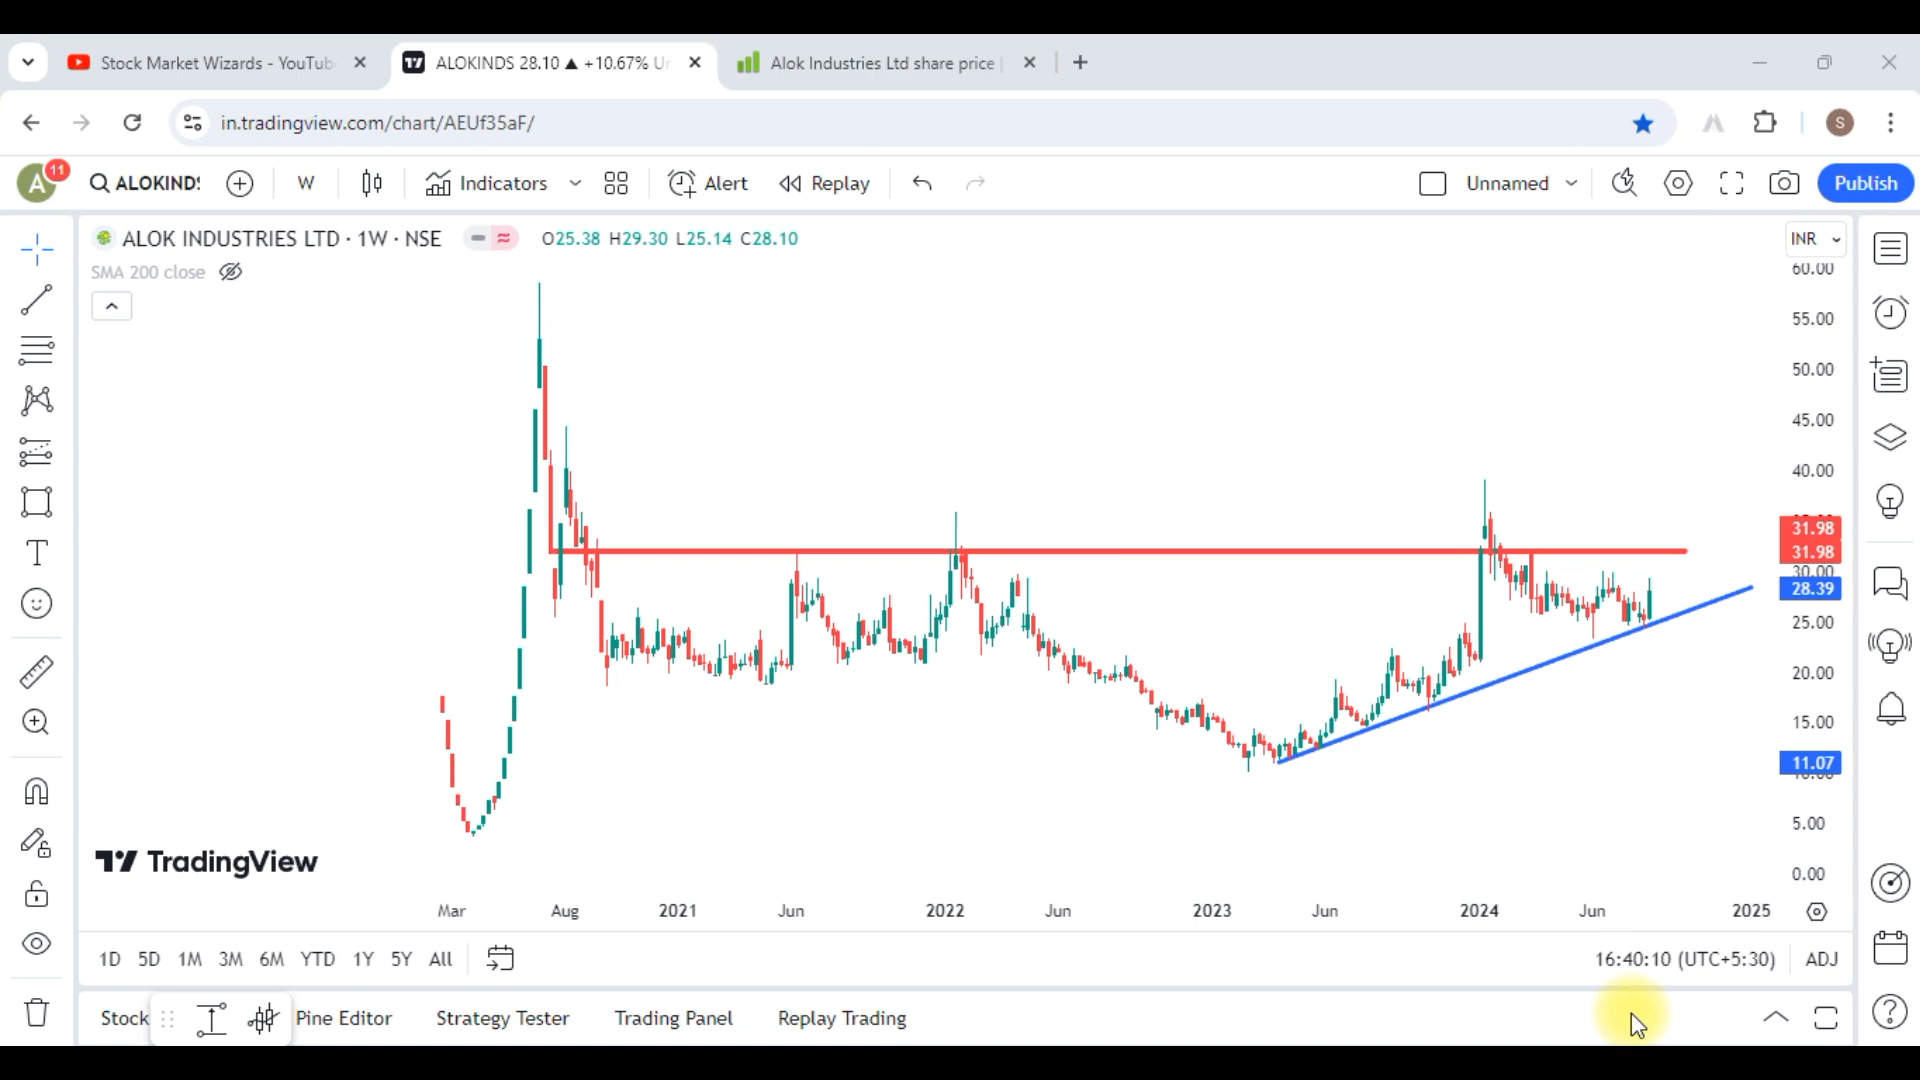 Stock Market Wizards - YouTub
ALOKINDS 28.10 ▲ +10.67% Ur
Alok Industries Ltd share price |
in.tradingview.com/chart/AEUf35aF/
S
A
11
ALOKINDS
W
Indicators
Alert
Replay
Unnamed
Publish
ALOK INDUSTRIES LTD · 1W · NSE
O25.38 H29.30 L25.14 C28.10
INR
SMA 200 close
60.00
55.00
50.00
45.00
40.00
31.98
31.98
30.00
28.39
25.00
20.00
15.00
11.07
5.00
0.00
TradingView
Mar Aug 2021 Jun 2022 Jun 2023 Jun 2024 Jun 2025
1D 5D 1M 3M 6M YTD 1Y 5Y All
16:40:10 (UTC+5:30) ADJ
Stock
Pine Editor
Strategy Tester
Trading Panel
Replay Trading